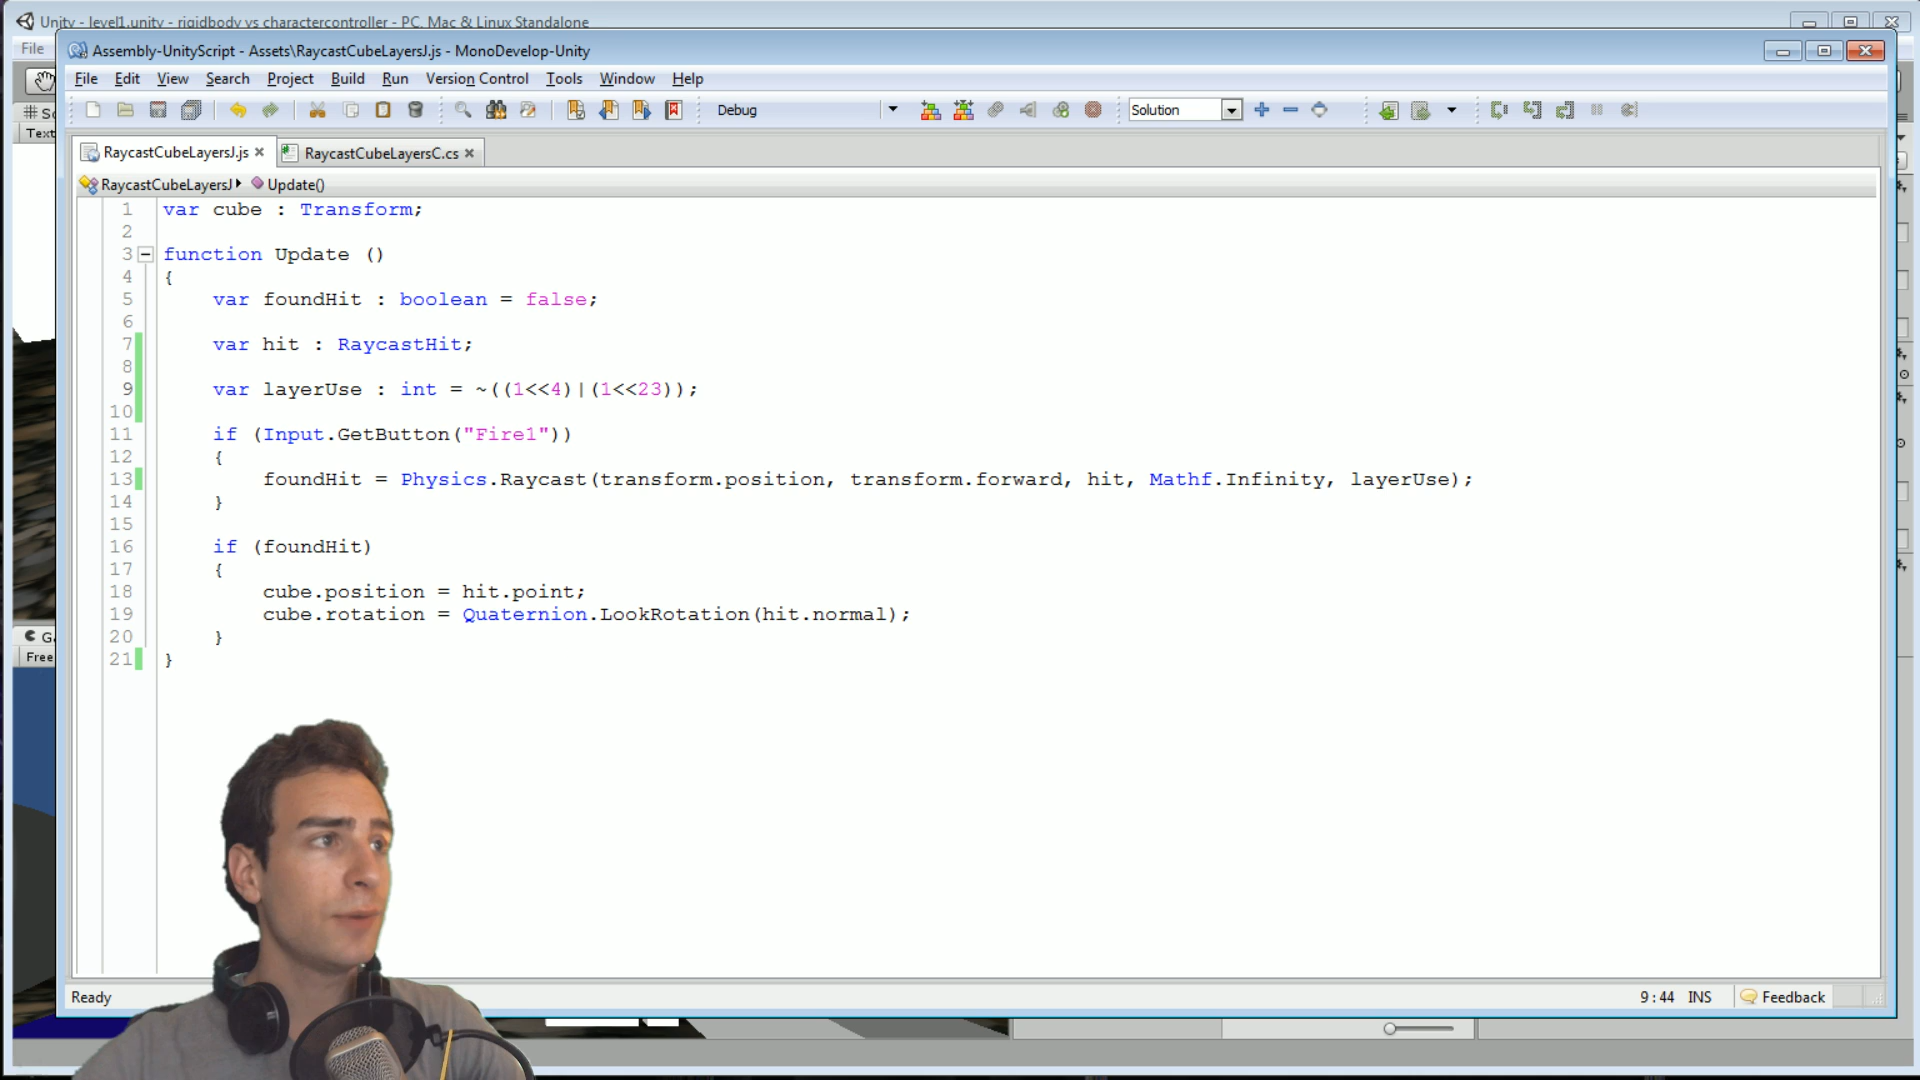 Unity - level1.unity - rigidbody vs charactercontroller - PC, Mac & Linux Standalone
File
Assembly-UnityScript - Assets\RaycastCubeLayersJ.js - MonoDevelop-Unity
File Edit View Search Project Build Run Version Control Tools Window Help
Debug Solution
Text
RaycastCubeLayersJ.js RaycastCubeLayersC.cs
RaycastCubeLayersJ Update()
1 var cube : Transform;
2
3 function Update ()
4 {
5 var foundHit : boolean = false;
6
7 var hit : RaycastHit;
8
9 var layerUse : int = ~((1<<4)|(1<<23));
10
11 if (Input.GetButton("Fire1"))
12 {
13 foundHit = Physics.Raycast(transform.position, transform.forward, hit, Mathf.Infinity, layerUse);
14 }
15
16 if (foundHit)
17 {
18 cube.position = hit.point;
19 cube.rotation = Quaternion.LookRotation(hit.normal);
20 }
21 }
Free
Ready 9 : 44 INS Feedback